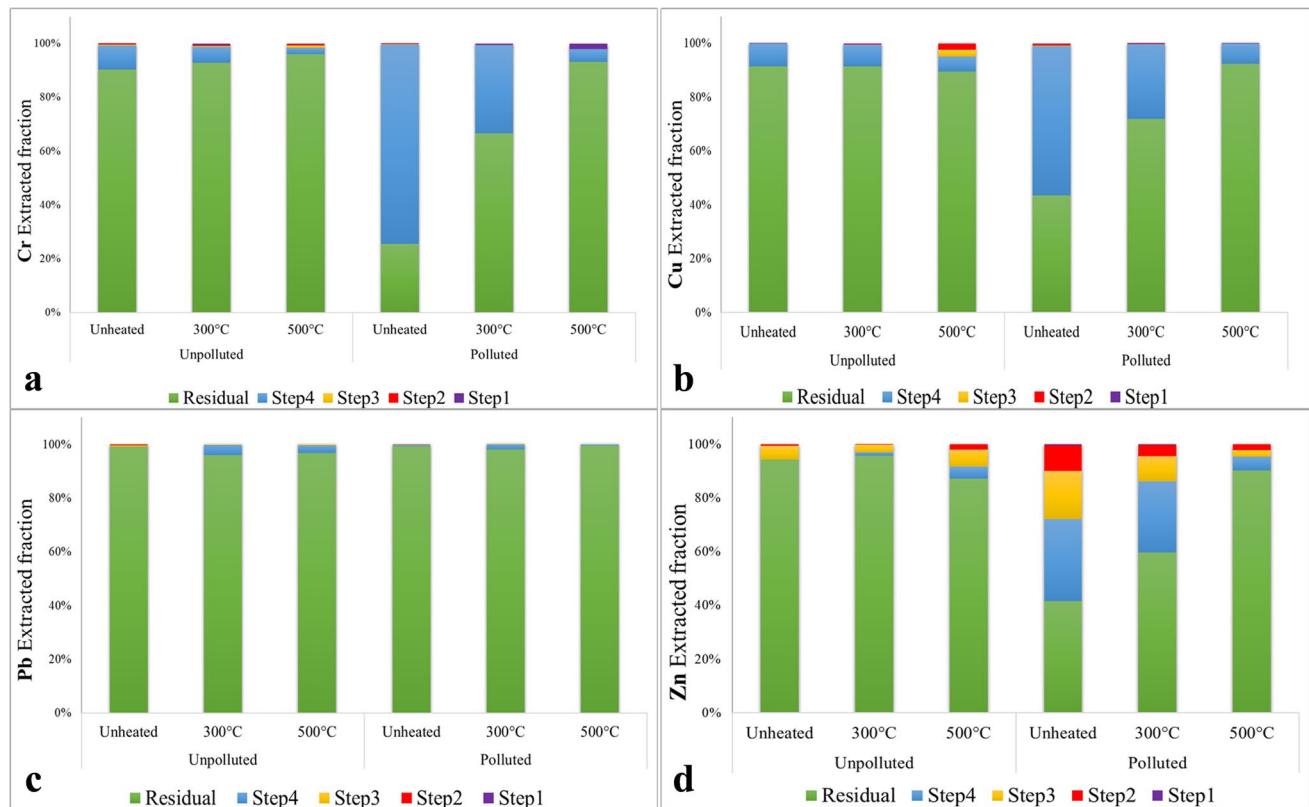 Cr Extracted fraction
100%
80%
60%
40%
20%
0%
Unheated 300°C 500°C Unheated 300°C 500°C
Unpolluted Polluted
a
Residual Step4 Step3 Step2 Step1
Cu Extracted fraction
100%
80%
60%
40%
20%
0%
Unheated 300°C 500°C Unheated 300°C 500°C
Unpolluted Polluted
b
Residual Step4 Step3 Step2 Step1
Pb Extracted fraction
100%
80%
60%
40%
20%
0%
Unheated 300°C 500°C Unheated 300°C 500°C
Unpolluted Polluted
c
Residual Step4 Step3 Step2 Step1
Zn Extracted fraction
100%
80%
60%
40%
20%
0%
Unheated 300°C 500°C Unheated 300°C 500°C
Unpolluted Polluted
d
Residual Step4 Step3 Step2 Step1